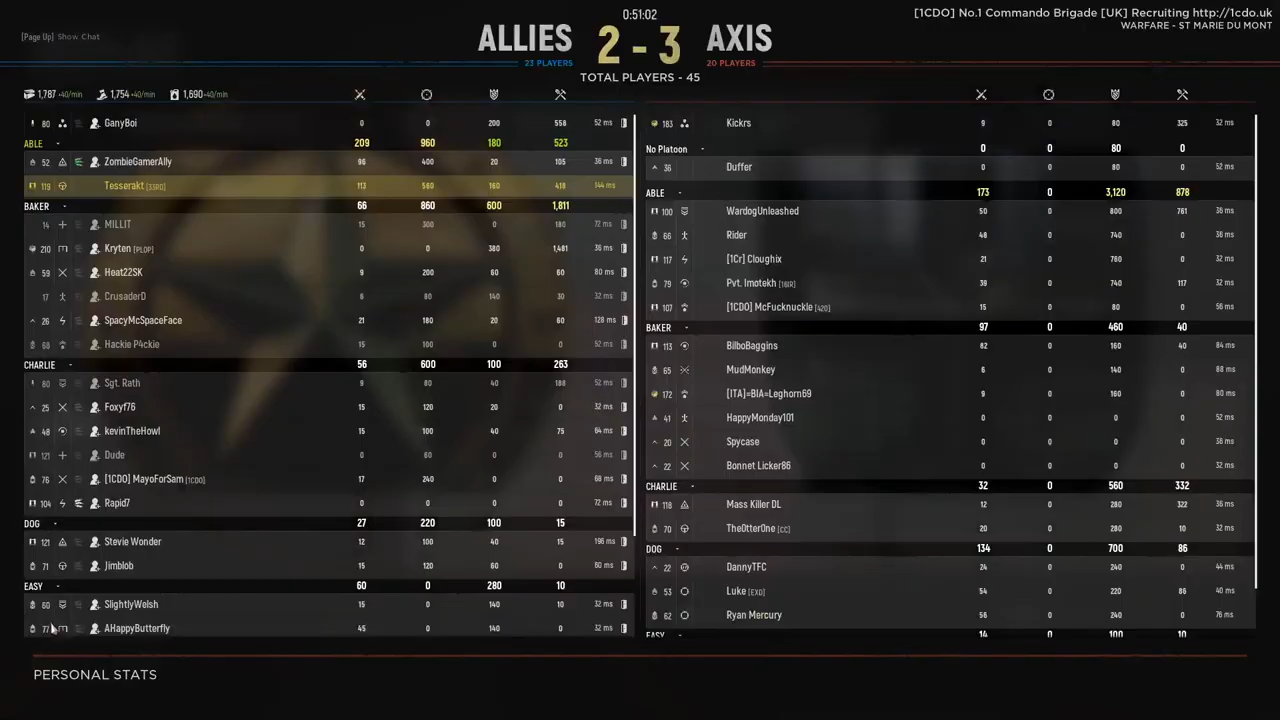 0:51:02
[1CDO] No.1 Commando Brigade [UK] Recruiting http://1cdo.uk
WARFARE - ST MARIE DU MONT
[Page Up] Show Chat
ALLIES 2 - 3 AXIS
23 PLAYERS 20 PLAYERS
TOTAL PLAYERS - 45
1,787 +40/min 1,754 +40/min 1,690 +40/min
80 GanyBoi 0 0 200 558 52 ms
ABLE - 209 960 180 523
52 ZombieGamerAlly 96 400 20 105 36 ms
119 Tesserakt [33RD] 113 560 160 418 144 ms
BAKER - 66 860 600 1,811
14 MILLIT 15 300 0 180 72 ms
210 Kryten [PLOP] 0 0 380 1,481 36 ms
59 Heat22SK 9 200 60 60 80 ms
17 CrusaderD 6 80 140 30 32 ms
26 SpacyMcSpaceFace 21 180 20 60 128 ms
68 Hackie P4ckie 15 100 0 0 52 ms
CHARLIE - 56 600 100 263
80 Sgt. Rath 9 80 40 188 52 ms
25 Foxyf76 15 120 20 0 32 ms
48 kevinTheHowl 15 100 40 75 64 ms
121 Dude 0 60 0 0 56 ms
76 [1CDO] MayoForSam [1CDO] 17 240 0 0 68 ms
104 Rapid7 0 0 0 0 72 ms
DOG - 27 220 100 15
121 Stevie Wonder 12 100 40 15 196 ms
71 Jimblob 15 120 60 0 60 ms
EASY - 60 0 280 10
60 SlightlyWelsh 15 0 140 10 32 ms
77 AHappyButterfly 45 0 140 0 32 ms
183 Kickrs 9 0 80 325 32 ms
No Platoon - 0 0 80 0
36 Duffer 0 0 80 0 52 ms
ABLE - 173 0 3,120 878
100 WardogUnleashed 50 0 800 761 38 ms
66 Rider 48 0 740 0 38 ms
117 [1Cr] Cloughix 21 0 760 0 32 ms
79 Pvt. Imotekh [16IR] 39 0 740 117 32 ms
107 [1CDO] McFucknuckle [420] 15 0 80 0 56 ms
BAKER - 97 0 460 40
113 BilboBaggins 82 0 160 40 84 ms
65 MudMonkey 6 0 140 0 88 ms
172 [ITA]=BIA=Leghorn69 9 0 160 0 80 ms
41 HappyMonday101 0 0 0 0 52 ms
20 Spycase 0 0 0 0 38 ms
22 Bonnet Licker86 0 0 0 0 32 ms
CHARLIE - 32 0 560 332
118 Mass Killer DL 12 0 280 322 36 ms
70 TheOtterOne [CC] 20 0 280 10 32 ms
DOG - 134 0 700 86
22 DannyTFC 24 0 240 0 44 ms
53 Luke [EXD] 54 0 220 86 40 ms
62 Ryan Mercury 56 0 240 0 76 ms
EASY 14 0 100 10
PERSONAL STATS